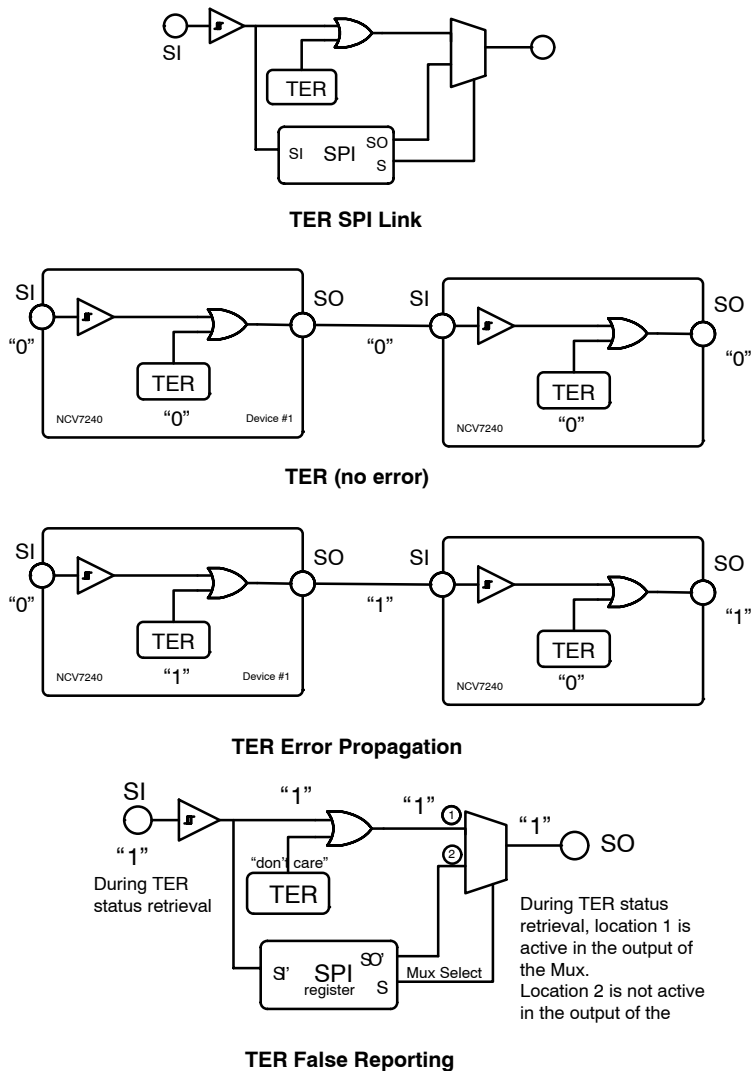 SI
TER
SI SPI SO
S
TER SPI Link
SI SO SI SO
“0” “0” “0”
TER TER
“0” “0”
NCV7240 Device #1 NCV7240
TER (no error)
SI SO SI SO
“0” “1” “1”
TER TER
“1” “0”
NCV7240 Device #1 NCV7240
TER Error Propagation
SI “1” “1” 1 “1” SO
“1”
2
During TER
status retrieval
“don’t care”
TER
During TER status
retrieval, location 1 is
active in the output of
the Mux.
Location 2 is not active
in the output of the
SI’ SPI SO’
register S Mux Select
TER False Reporting